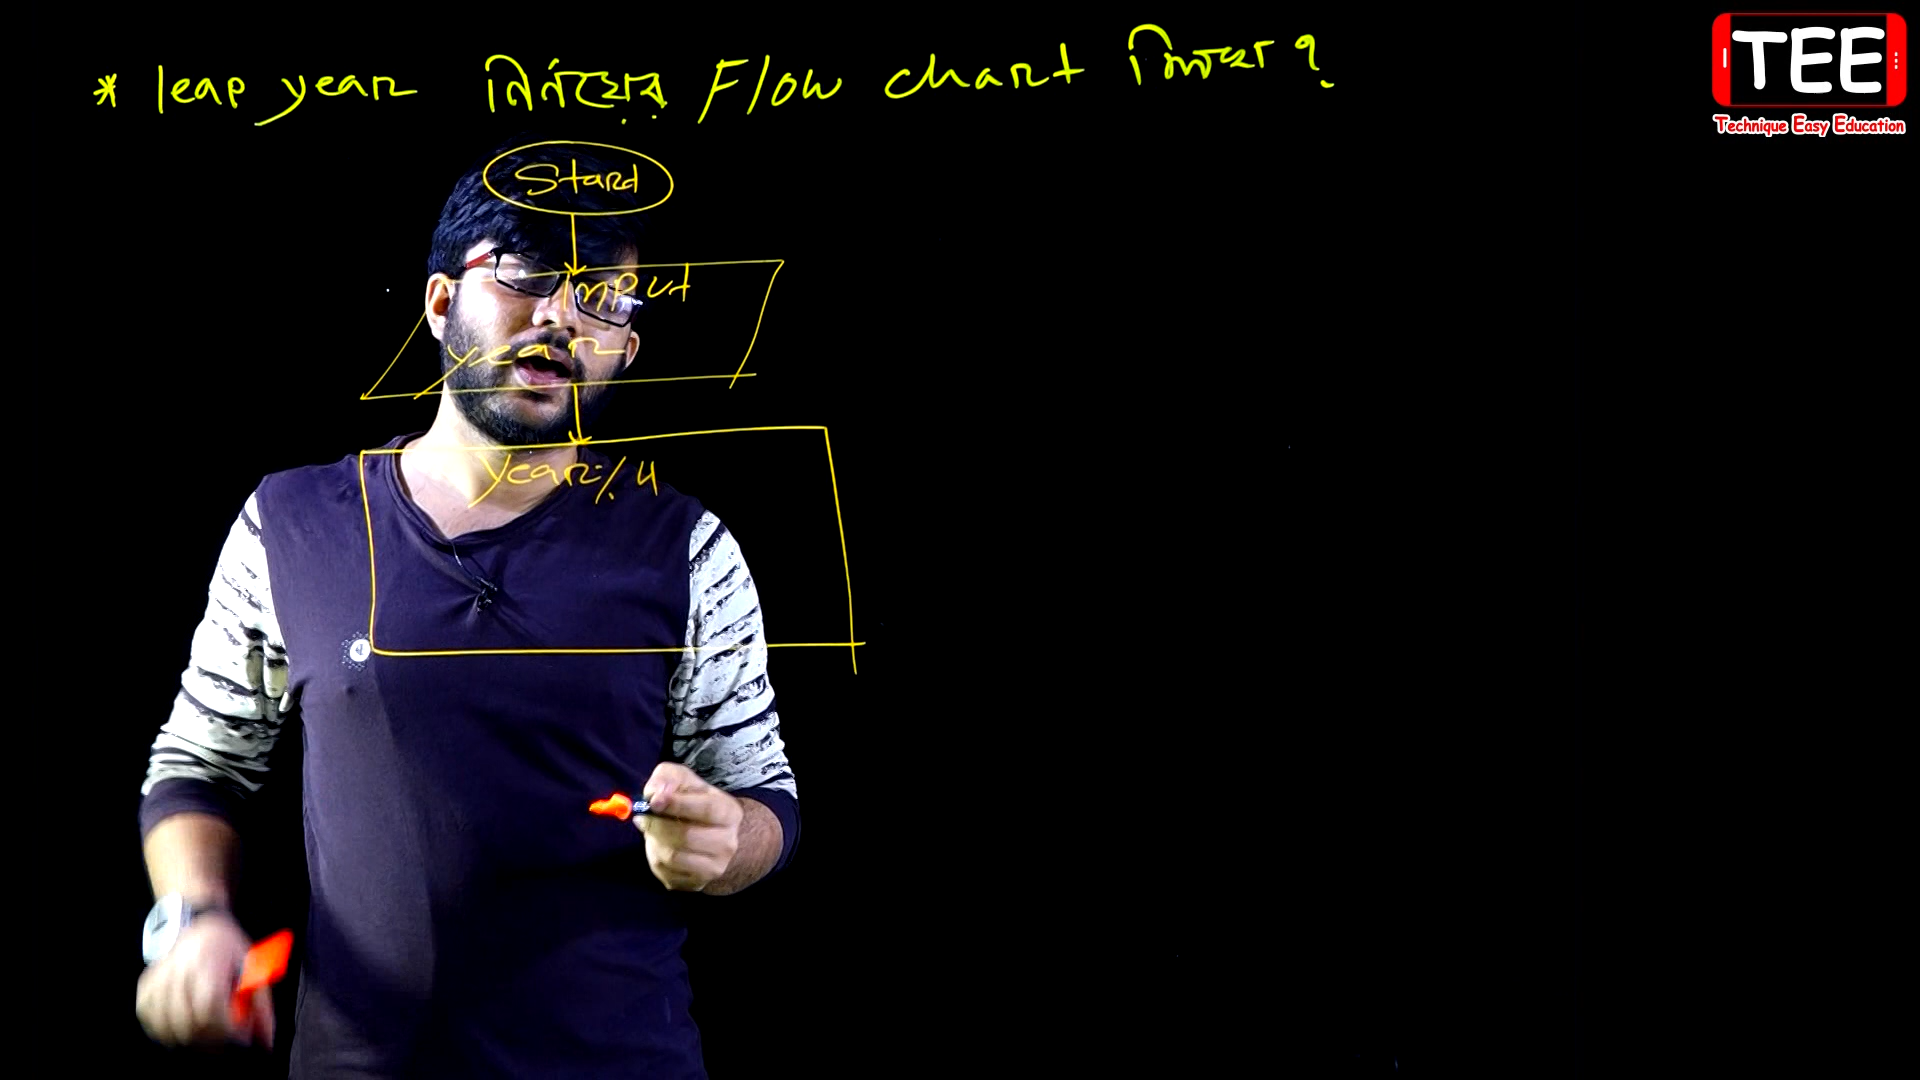 * leap year নির্ণয়ের Flow chart লিখো ?
TEE
Technique Easy Education
Start
input
year
year % 4